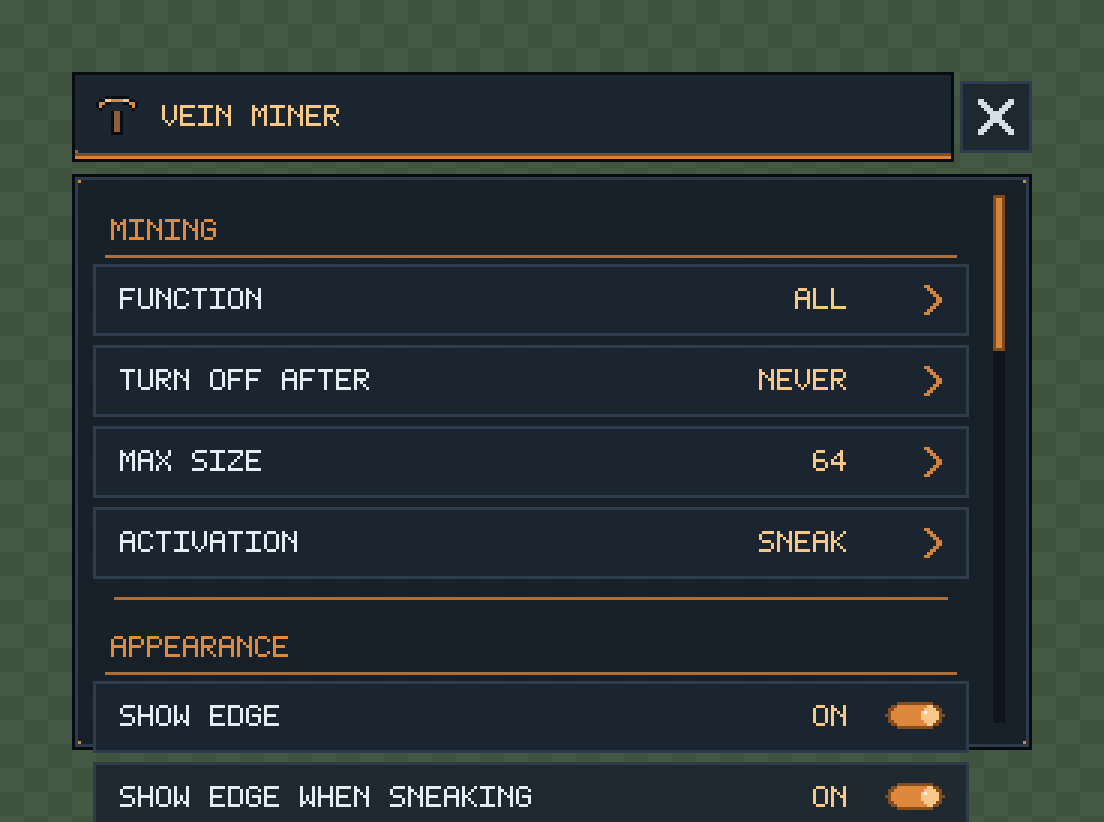 VEIN MINER
MINING
FUNCTION ALL
TURN OFF AFTER NEVER
MAX SIZE 64
ACTIVATION SNEAK
APPEARANCE
SHOW EDGE ON
SHOW EDGE WHEN SNEAKING ON